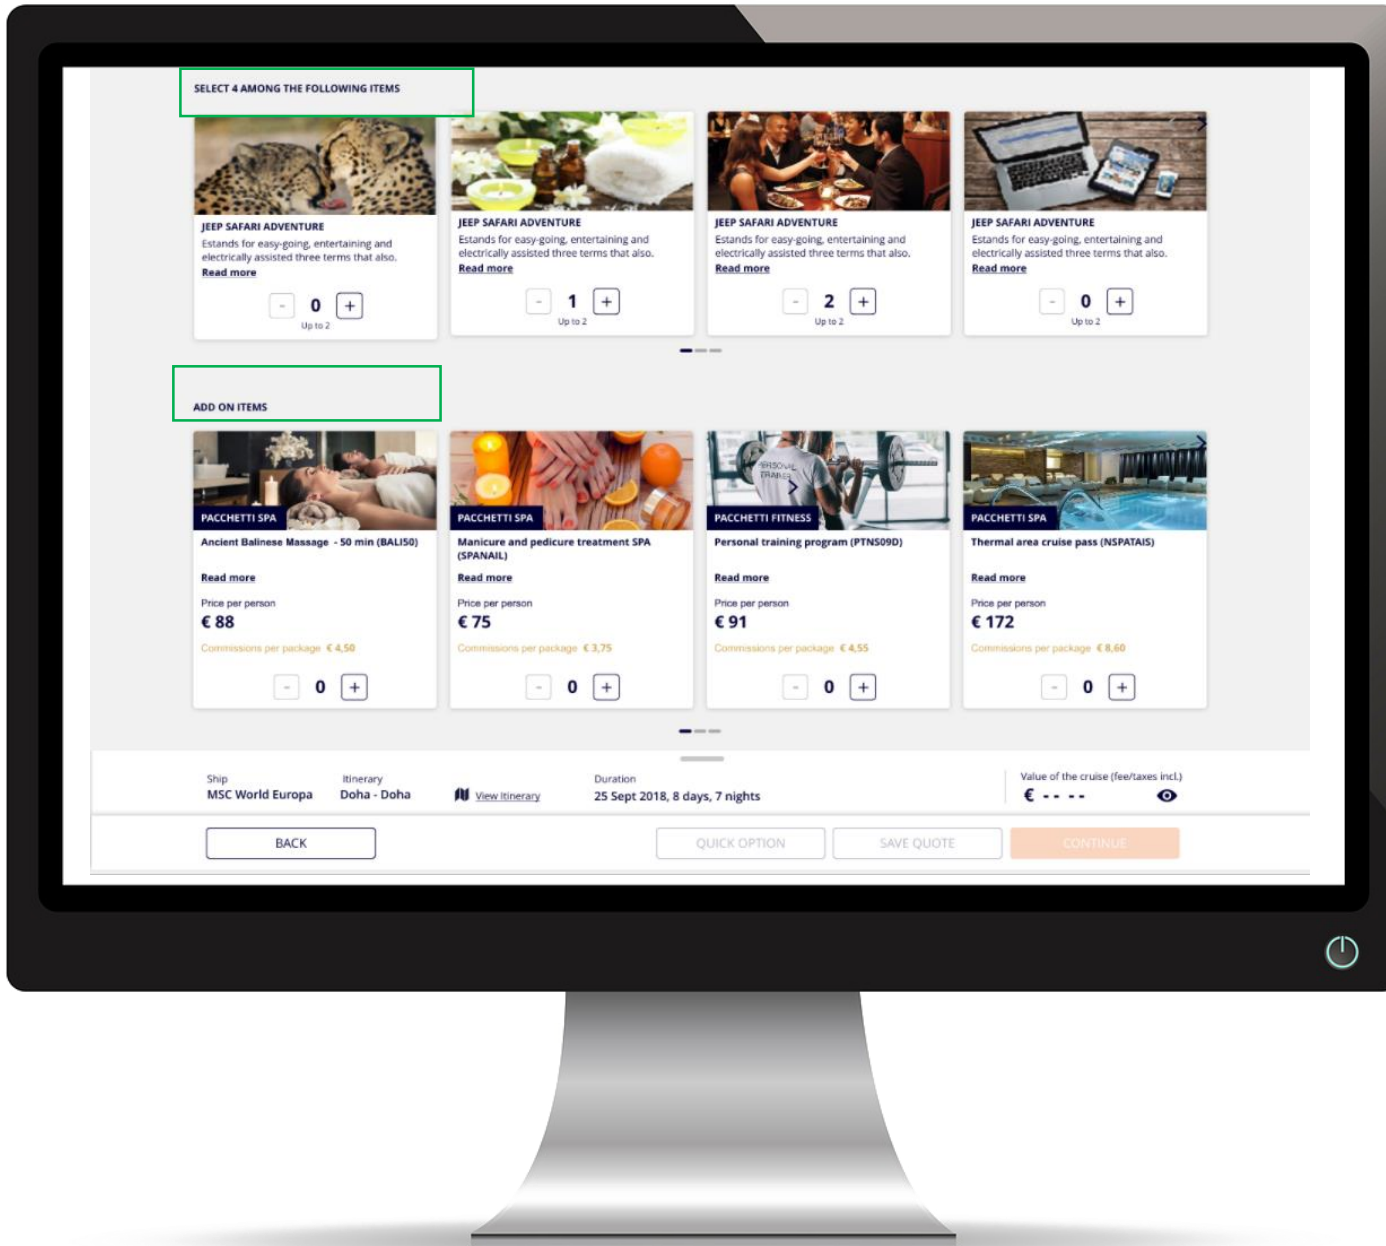 SELECT 4 AMONG THE FOLLOWING ITEMS
JEEP SAFARI ADVENTURE
Estands for easy-going, entertaining and
electrically assisted three terms that also.
Read more
- 0 +
Up to 2
JEEP SAFARI ADVENTURE
Estands for easy-going, entertaining and
electrically assisted three terms that also.
Read more
- 1 +
Up to 2
JEEP SAFARI ADVENTURE
Estands for easy-going, entertaining and
electrically assisted three terms that also.
Read more
- 2 +
Up to 2
JEEP SAFARI ADVENTURE
Estands for easy-going, entertaining and
electrically assisted three terms that also.
Read more
- 0 +
Up to 2
ADD ON ITEMS
PACCHETTI SPA
Ancient Balinese Massage - 50 min (BALI50)
Read more
Price per person
€ 88
Commissions per package € 4,50
- 0 +
PACCHETTI SPA
Manicure and pedicure treatment SPA
(SPANAIL)
Read more
Price per person
€ 75
Commissions per package € 3,75
- 0 +
PERSONAL
TRAINER
PACCHETTI FITNESS
Personal training program (PTNS09D)
Read more
Price per person
€ 91
Commissions per package € 4,55
- 0 +
PACCHETTI SPA
Thermal area cruise pass (NSPATAIS)
Read more
Price per person
€ 172
Commissions per package € 8,60
- 0 +
Ship
MSC World Europa
Itinerary
Doha - Doha
View Itinerary
Duration
25 Sept 2018, 8 days, 7 nights
Value of the cruise (fee/taxes incl.)
€ - - - -
BACK
QUICK OPTION
SAVE QUOTE
CONTINUE